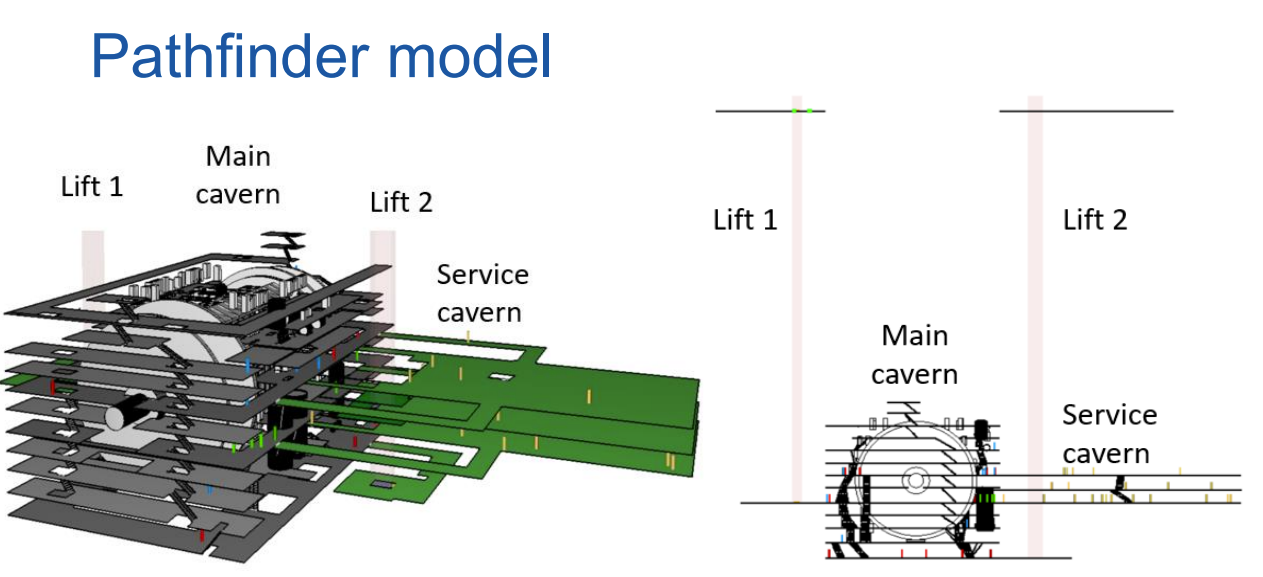 Pathfinder model
Main
cavern
Lift 1
Lift 2
Service
cavern
Lift 1
Lift 2
Main
cavern
Service
cavern